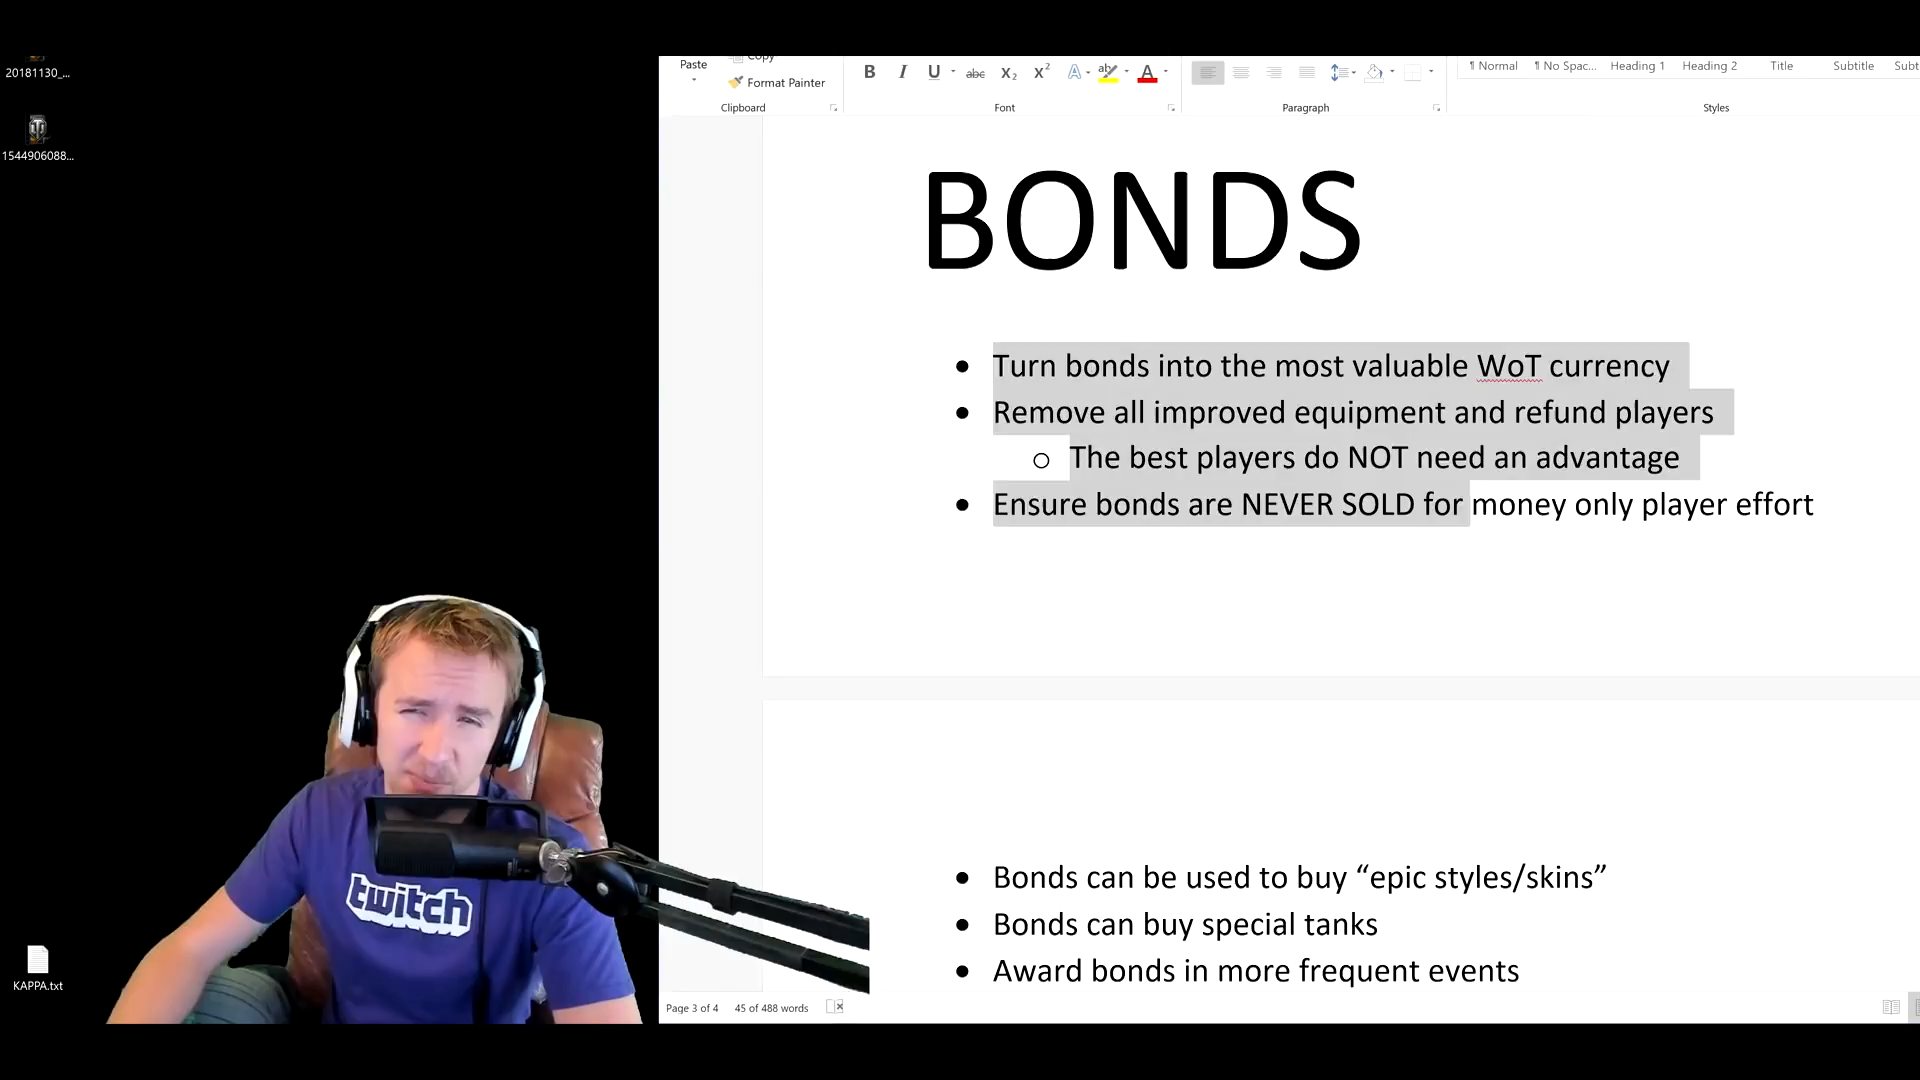 20181130_...
1544906088...
Paste
Copy
Format Painter
Clipboard
B I U abc X₂ X² A ab A
Font
Paragraph
¶ Normal
¶ No Spac...
Heading 1
Heading 2
Title
Subtitle
Subt
Styles
BONDS
• Turn bonds into the most valuable WoT currency
• Remove all improved equipment and refund players
o The best players do NOT need an advantage
• Ensure bonds are NEVER SOLD for money only player effort
• Bonds can be used to buy “epic styles/skins”
• Bonds can buy special tanks
• Award bonds in more frequent events
twitch
KAPPA.txt
Page 3 of 4
45 of 488 words